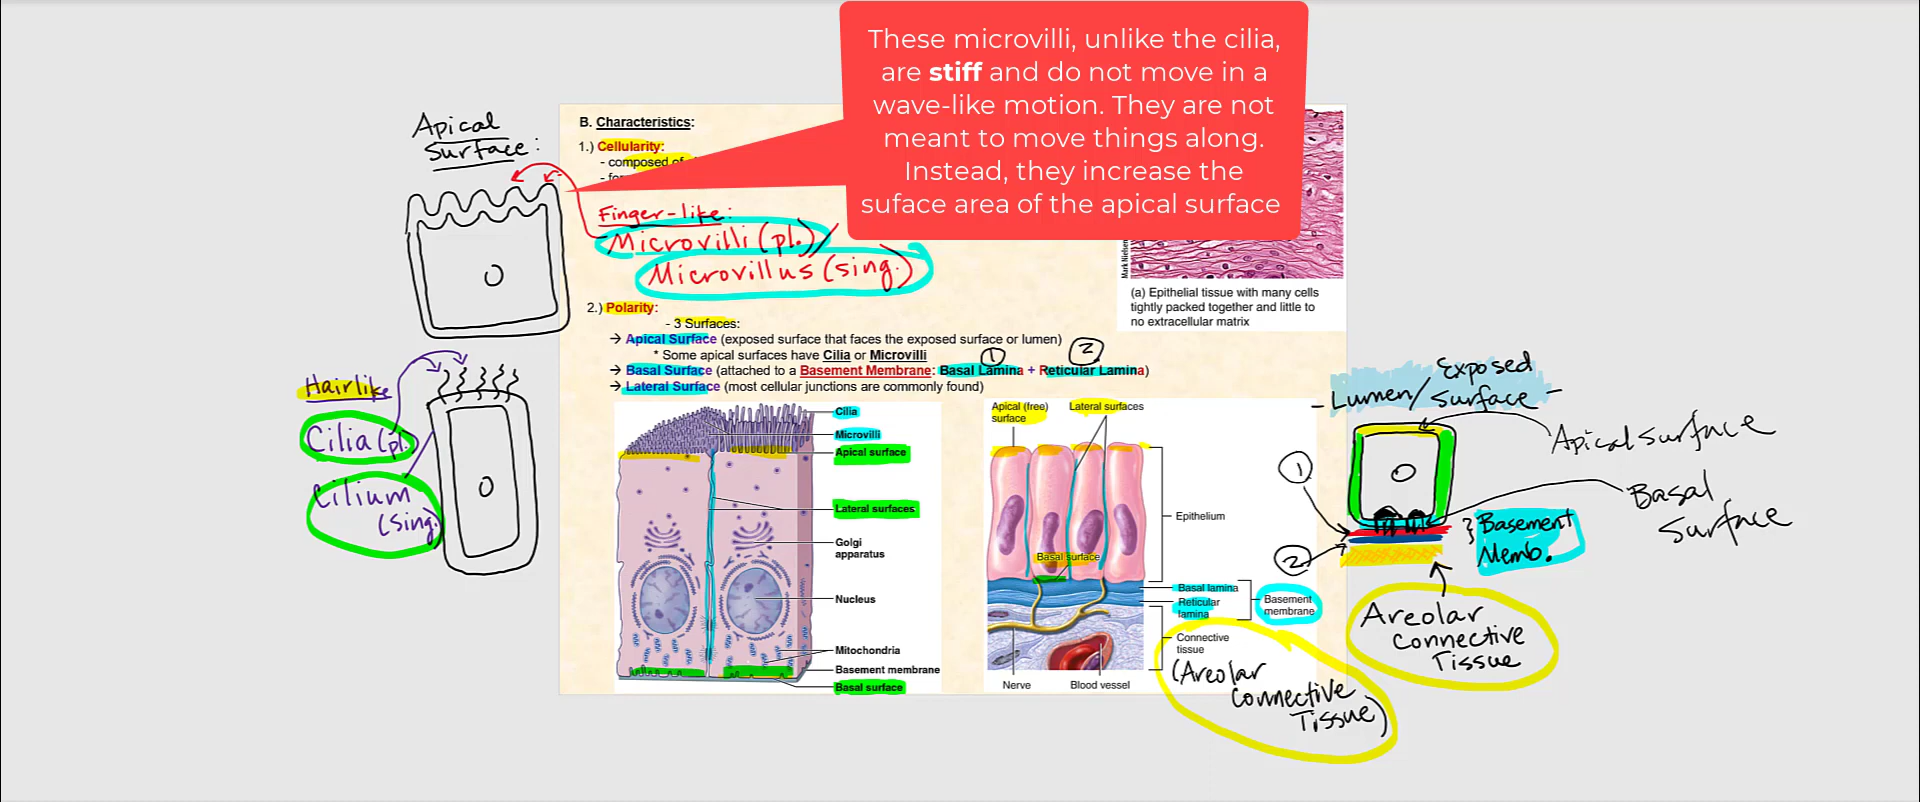 These microvilli, unlike the cilia,
are stiff and do not move in a
wave-like motion. They are not
meant to move things along.
Instead, they increase the
suface area of the apical surface
Apical
Surface:
B. Characteristics:
1.) Cellularity:
- composed of
Finger-like:
Microvilli (pl.)/
Microvillus (sing.)
Mark Nielsen
(a) Epithelial tissue with many cells
tightly packed together and little to
no extracellular matrix
2.) Polarity:
- 3 Surfaces:
→ Apical Surface (exposed surface that faces the exposed surface or lumen)
* Some apical surfaces have Cilia or Microvilli
1 2
→ Basal Surface (attached to a Basement Membrane: Basal Lamina + Reticular Lamina)
→ Lateral Surface (most cellular junctions are commonly found)
Hairlike
Cilia (pl.
Cilium
(sing.
Cilia
Microvilli
Apical surface
Lateral surfaces
Golgi
apparatus
Nucleus
Mitochondria
Basement membrane
Basal surface
Apical (free)
surface
Lateral surfaces
Epithelium
Basal surface
Basal lamina
Reticular
lamina
Basement
membrane
Connective
tissue
Nerve
Blood vessel
(Areolar
Connective
Tissue)
- Lumen/Exposed
Surface -
Apical Surface
1
Basal
Surface
Basement
Memb.
2
Areolar
Connective
Tissue